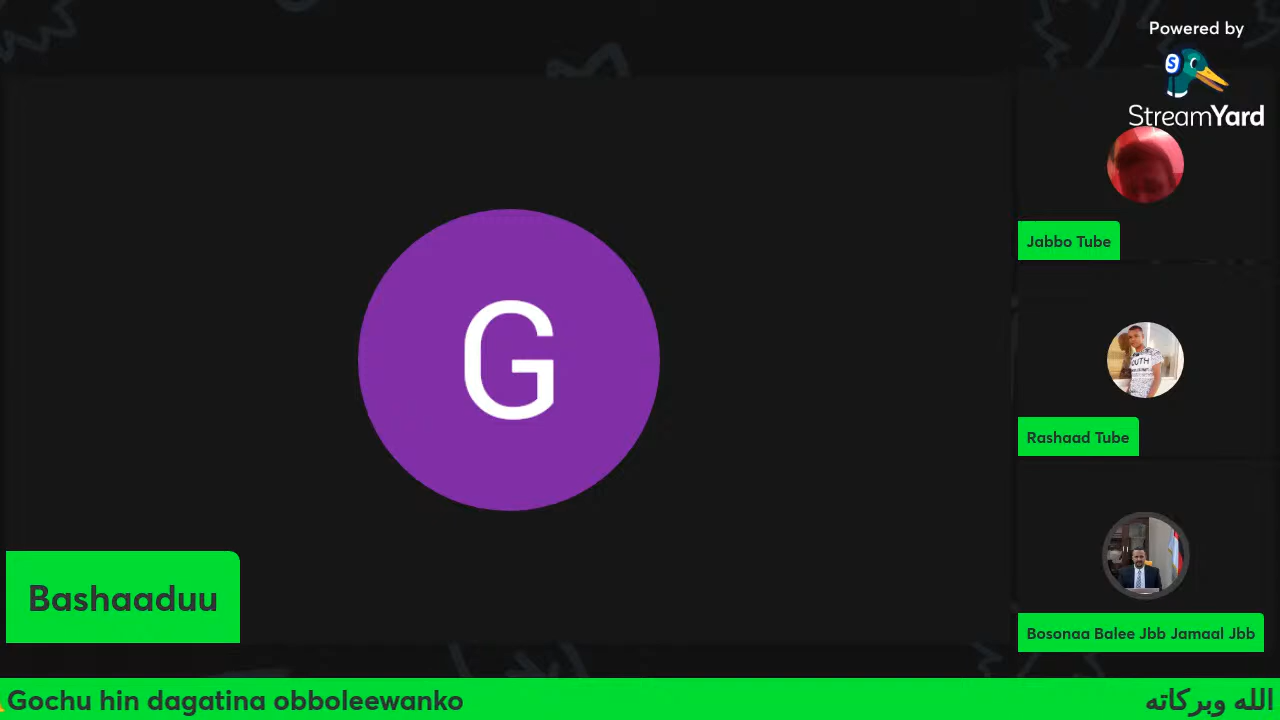 Powered by
S
StreamYard
Jabbo Tube
OUTH
Rashaad Tube
G
Bashaaduu
Bosonaa Balee Jbb Jamaal Jbb
Gochu hin dagatina obboleewanko
الله وبركاته